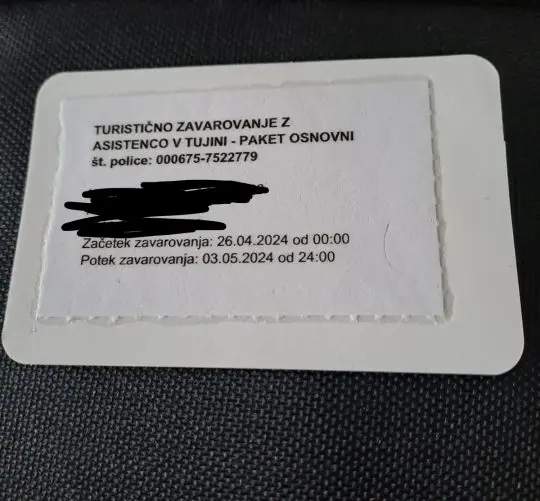 TURISTIČNO ZAVAROVANJE Z
ASISTENCO V TUJINI - PAKET OSNOVNI
št. police: 000675-7522779
Začetek zavarovanja: 26.04.2024 od 00:00
Potek zavarovanja: 03.05.2024 od 24:00